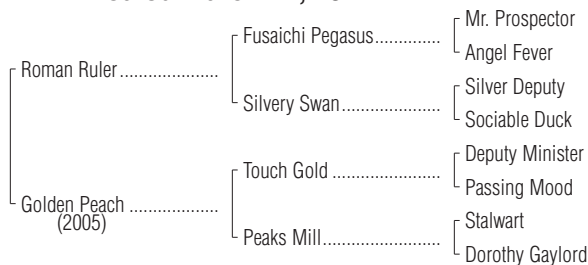 Mr. Prospector
Fusaichi Pegasus..............
Angel Fever
Roman Ruler ......................
Silver Deputy
Silvery Swan......................
Sociable Duck
Deputy Minister
Touch Gold ......................
Passing Mood
Golden Peach ....................
(2005)
Stalwart
Peaks Mill..........................
Dorothy Gaylord